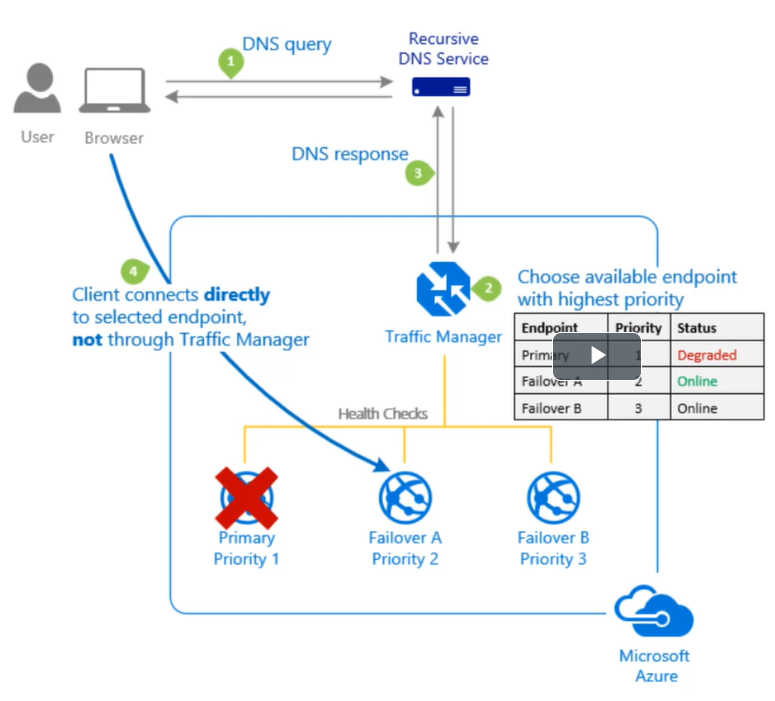 DNS query
1
Recursive
DNS Service
User
Browser
DNS response
3
4
Client connects directly
to selected endpoint,
not through Traffic Manager
2
Traffic Manager
Choose available endpoint
with highest priority
Endpoint Priority Status
Primary 1 Degraded
Failover A 2 Online
Failover B 3 Online
Health Checks
Primary
Priority 1
Failover A
Priority 2
Failover B
Priority 3
Microsoft
Azure